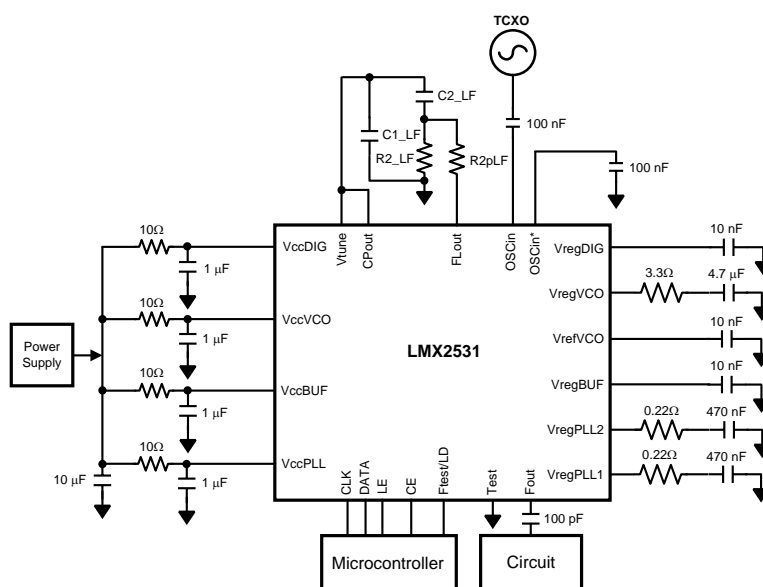 TCXO
C2_LF
100 nF
C1_LF
R2_LF
R2pLF
100 nF
10Ω
VccDIG
1 μF
Vtune
CPout
FLout
OSCin
OSCin*
VregDIG
10 nF
10Ω
VccVCO
1 μF
VregVCO
3.3Ω
4.7 μF
Power
Supply
LMX2531
VrefVCO
10 nF
10Ω
VccBUF
1 μF
VregBUF
10 nF
VregPLL2
0.22Ω
470 nF
10Ω
VccPLL
1 μF
10 μF
VregPLL1
0.22Ω
470 nF
CLK
DATA
LE
CE
Ftest/LD
Test
Fout
100 pF
Microcontroller
Circuit